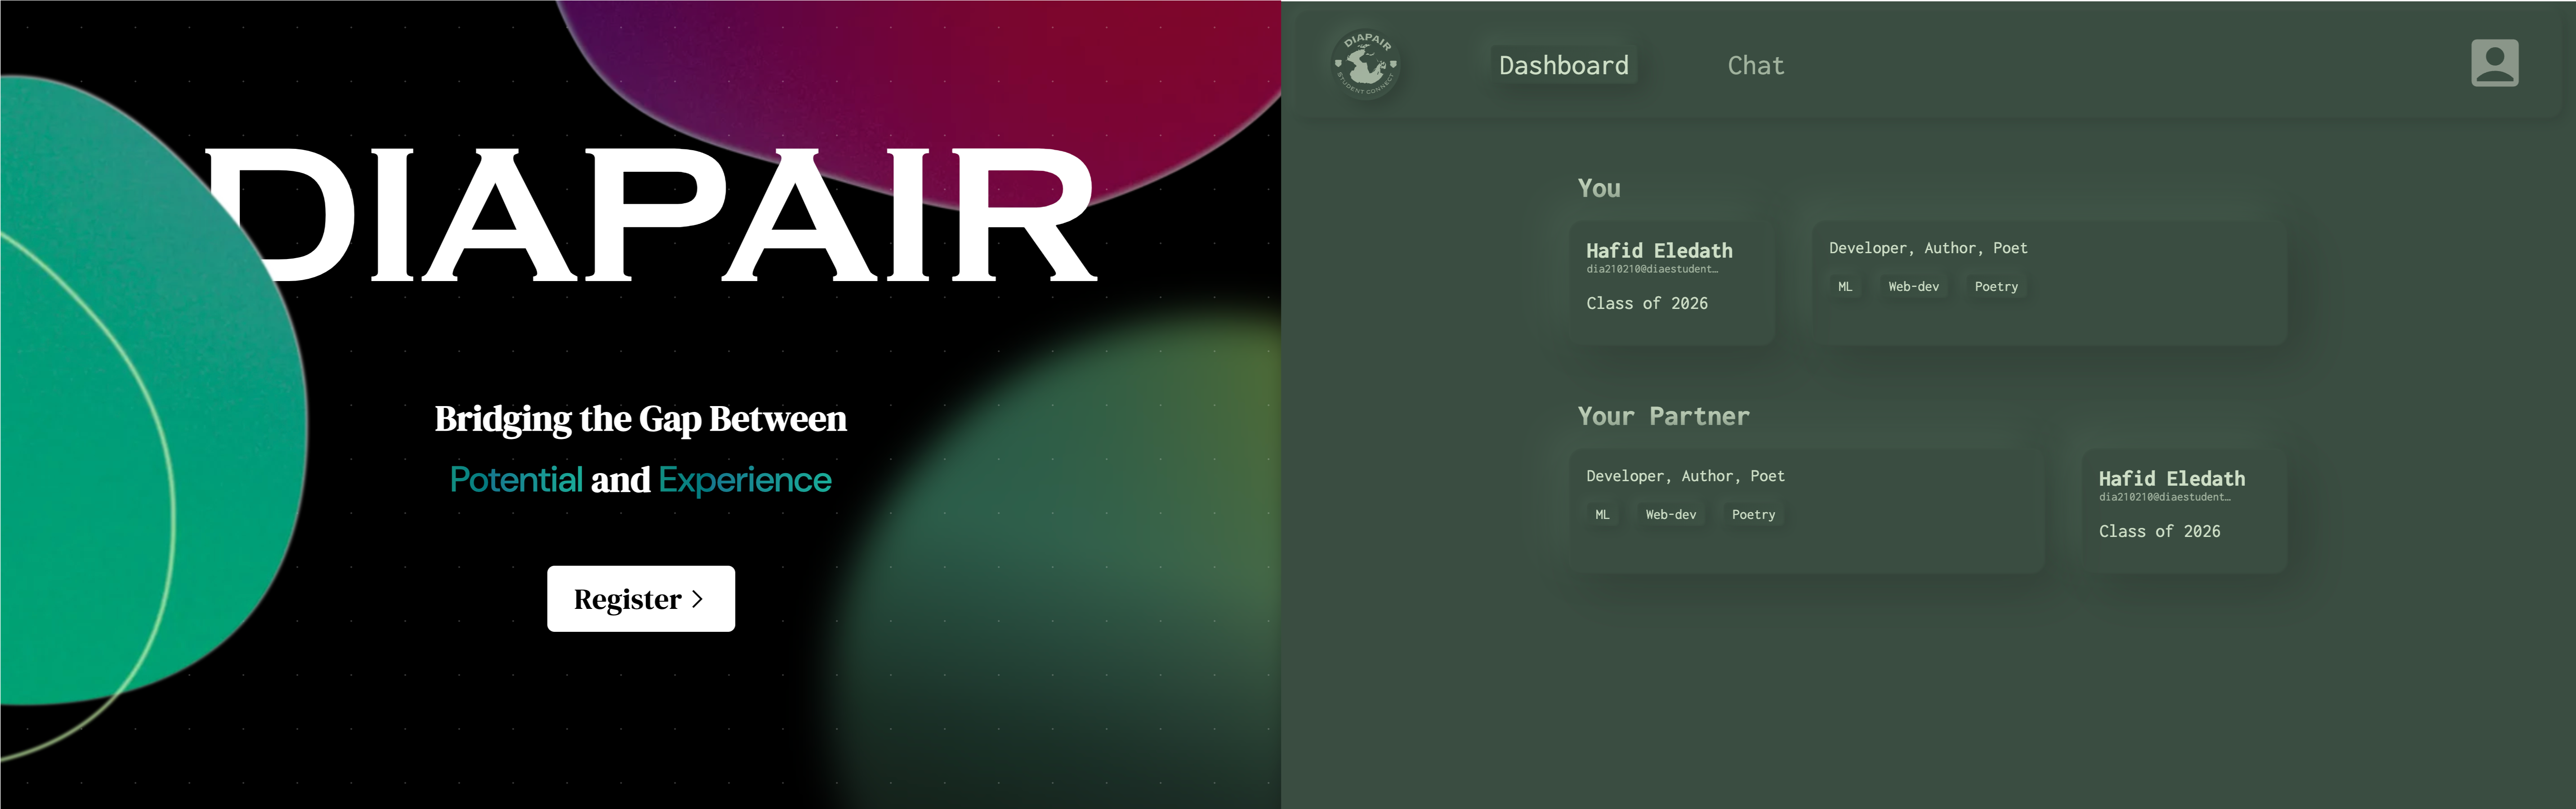 DIAPAIR
Bridging the Gap Between
Potential and Experience
Register
DIAPAIR
STUDENT CONNECT
Dashboard
Chat
You
Hafid Eledath
dia210210@diaestudent…
Class of 2026
Developer, Author, Poet
ML
Web-dev
Poetry
Your Partner
Developer, Author, Poet
ML
Web-dev
Poetry
Hafid Eledath
dia210210@diaestudent…
Class of 2026